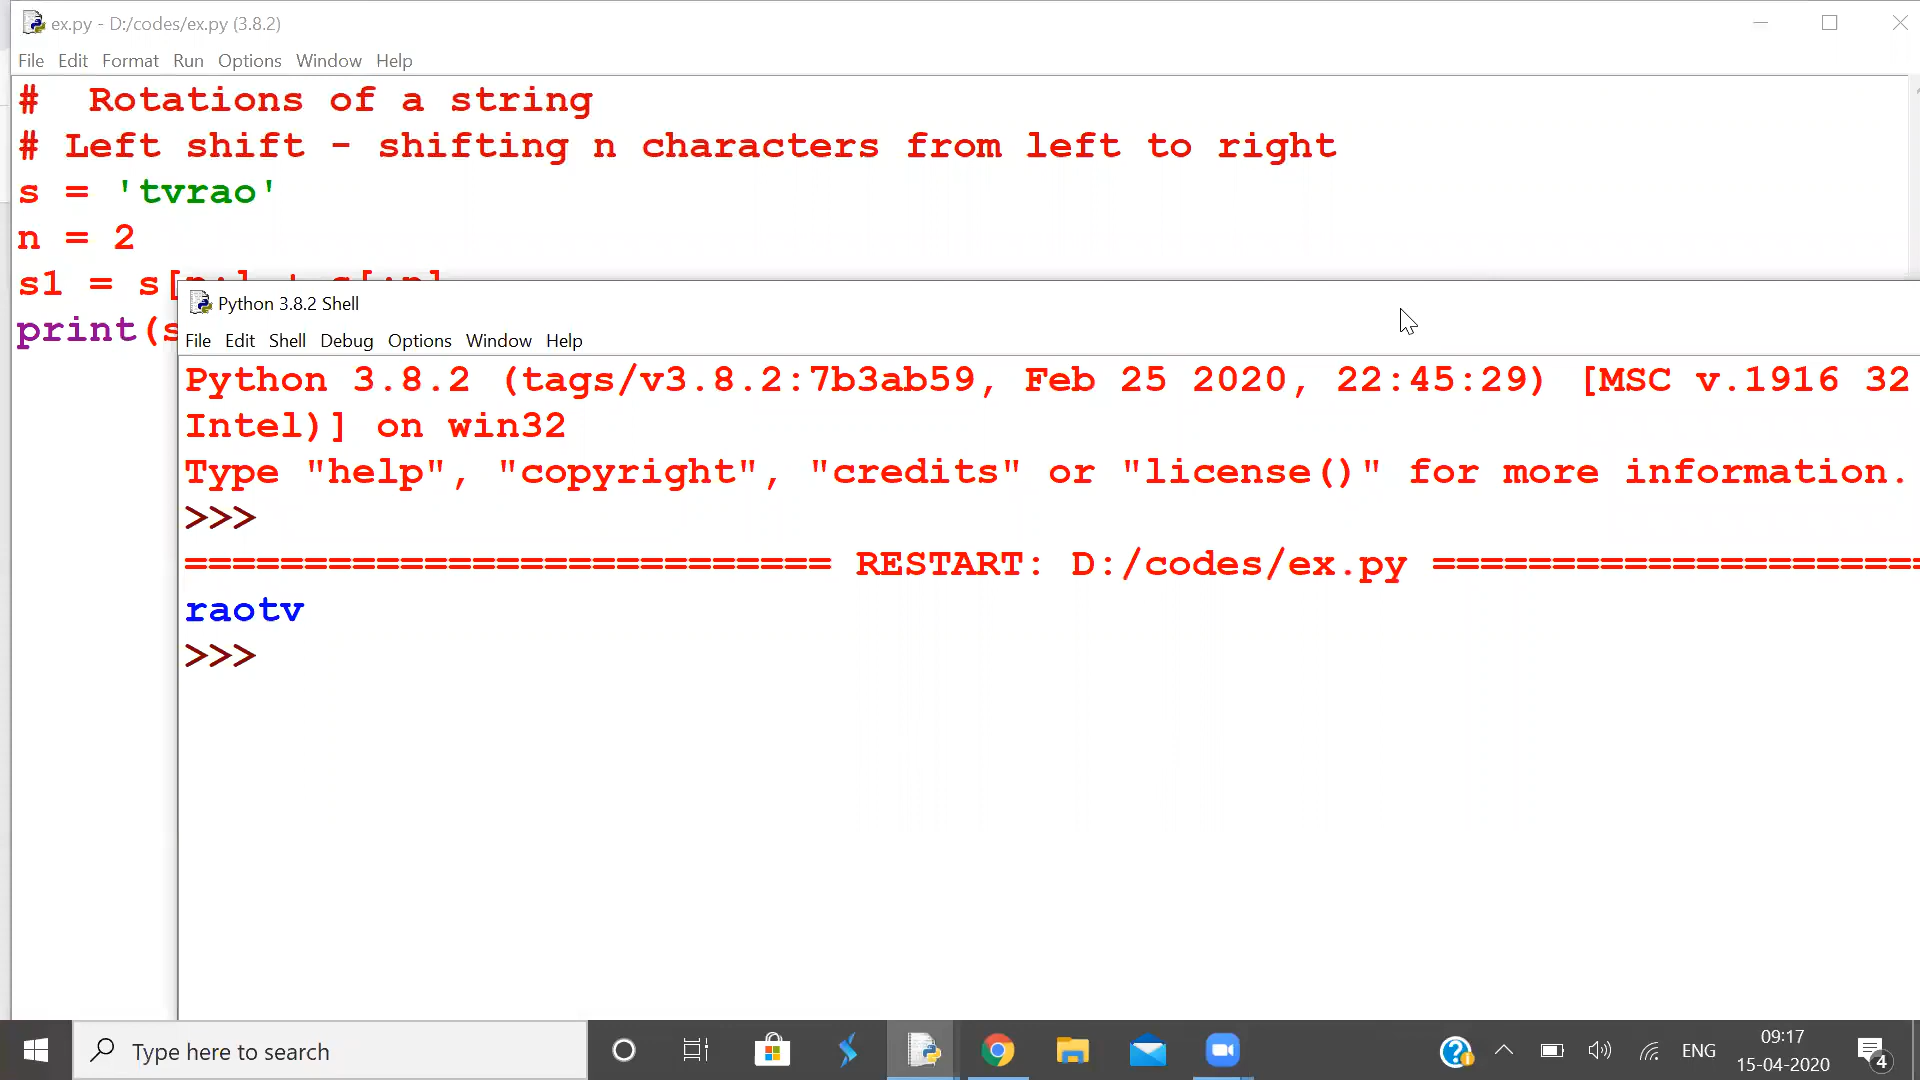 ex.py - D:/codes/ex.py (3.8.2)
File Edit Format Run Options Window Help
# Rotations of a string
# Left shift - shifting n characters from left to right
s = 'tvrao'
n = 2
s1 = s[n:] + s[:n]
print(s
Python 3.8.2 Shell
File Edit Shell Debug Options Window Help
Python 3.8.2 (tags/v3.8.2:7b3ab59, Feb 25 2020, 22:45:29) [MSC v.1916 32
Intel)] on win32
Type "help", "copyright", "credits" or "license()" for more information.
>>>
=========================== RESTART: D:/codes/ex.py =====================
raotv
>>>
Type here to search
ENG
09:17
15-04-2020
4